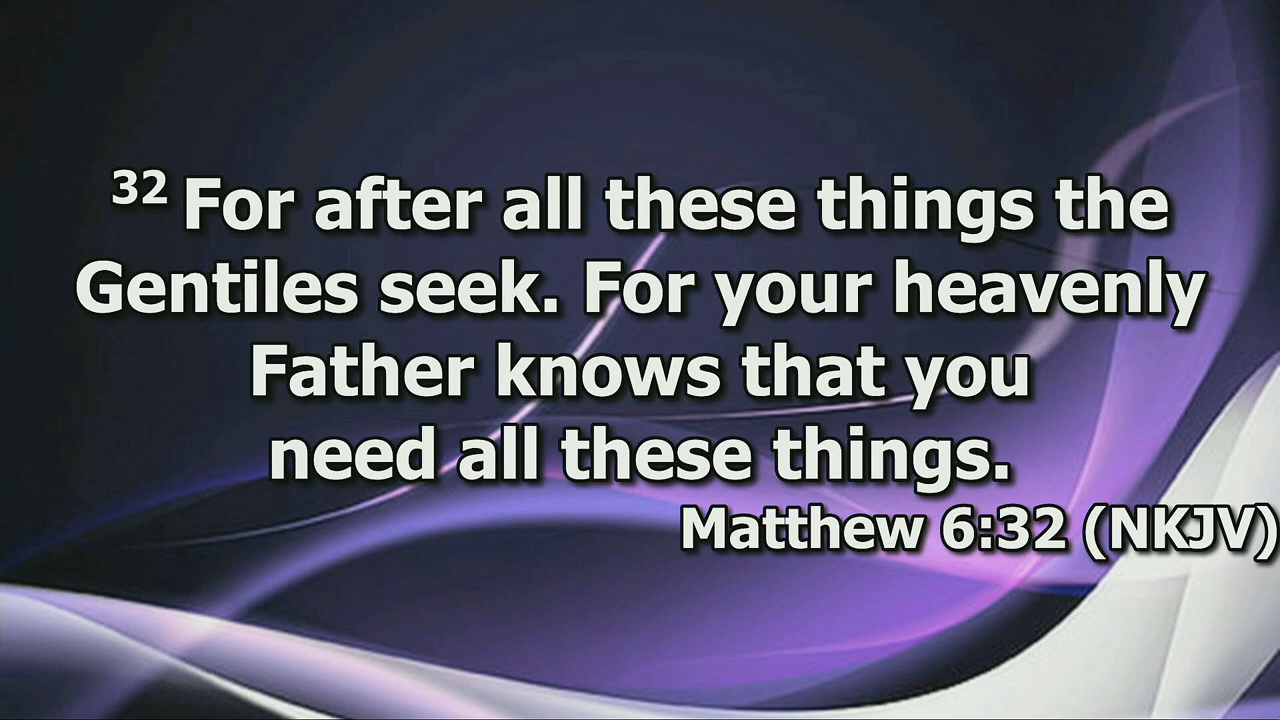 32 For after all these things the
Gentiles seek. For your heavenly
Father knows that you
need all these things.
Matthew 6:32 (NKJV)